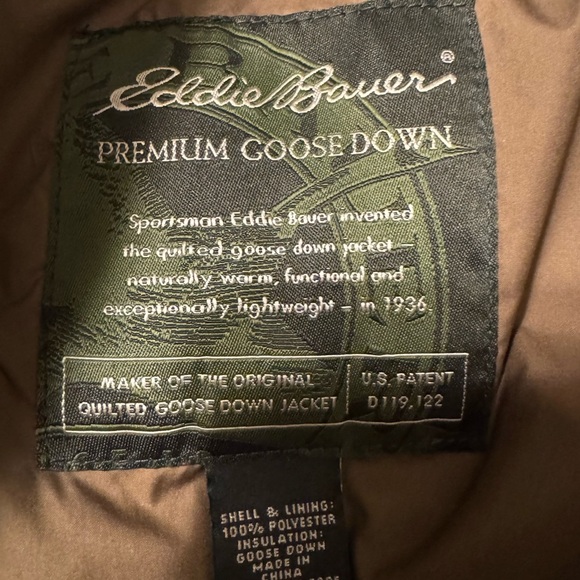 Eddie Bauer®
PREMIUM GOOSE DOWN
Sportsman Eddie Bauer invented
the quilted goose down jacket –
naturally warm, functional and
exceptionally lightweight – in 1936.
MAKER OF THE ORIGINAL
QUILTED GOOSE DOWN JACKET
U.S. PATENT
D119,122
SHELL & LINING:
100% POLYESTER
INSULATION:
GOOSE DOWN
MADE IN
CHINA